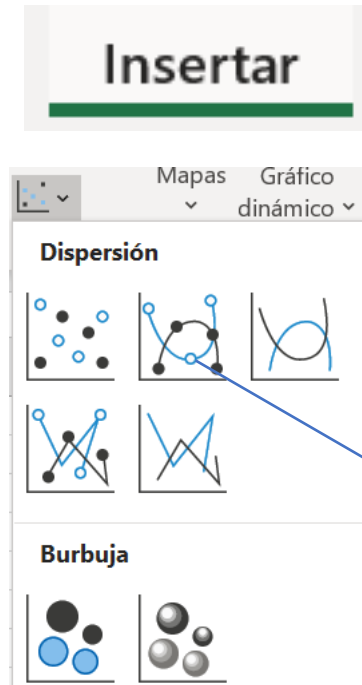 Insertar
Mapas Gráfico
dinámico
Dispersión
Burbuja